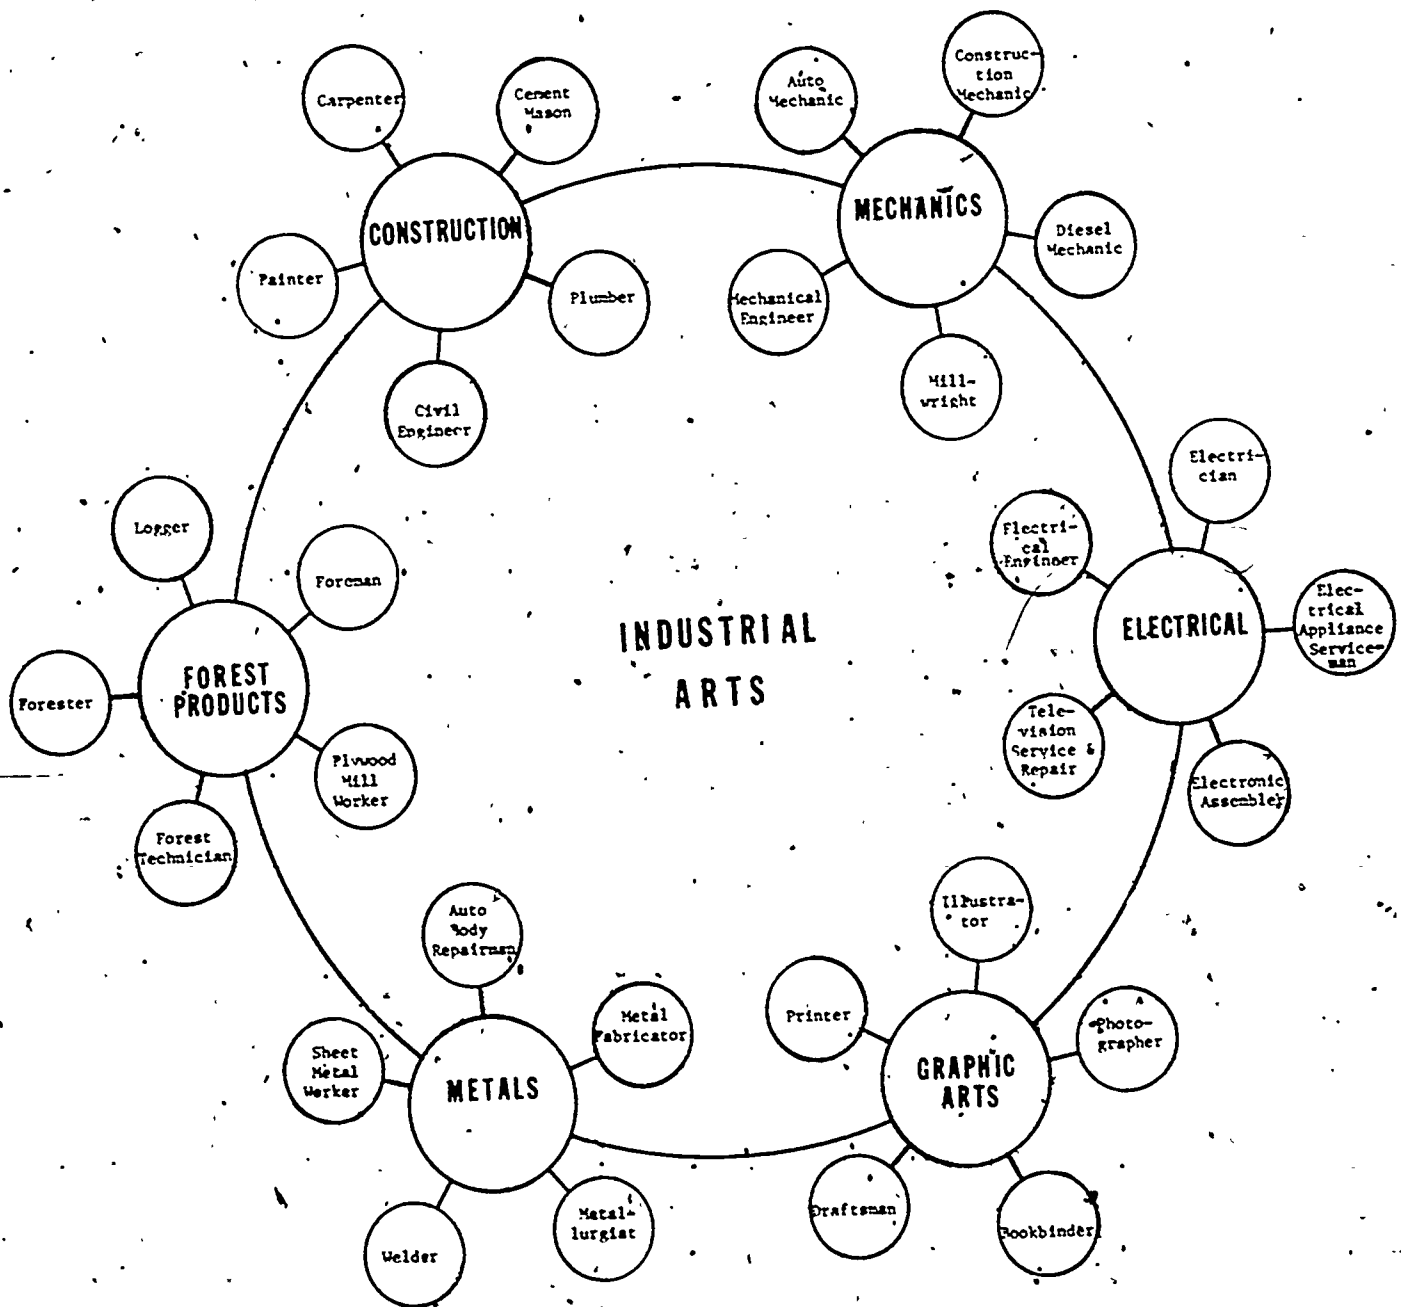 Carpenter
Cement
Mason
CONSTRUCTION
Painter
Plumber
Civil
Engineer
Auto
Mechanic
Construc-
tion
Mechanic
MECHANICS
Diesel
Mechanic
Mechanical
Engineer
Mill-
wright
Electri-
cian
Electri-
cal
Engineer
ELECTRICAL
Elec-
trical
Appliance
Service-
man
Tele-
vision
Service &
Repair
Electronic
Assembler
Logger
Foreman
FOREST
PRODUCTS
Forester
Plywood
Mill
Worker
Forest
Technician
INDUSTRIAL
ARTS
Auto
Body
Repairman
Metal
Fabricator
Sheet
Metal
Worker
METALS
Welder
Metal-
lurgist
Illustra-
tor
Printer
Photo-
grapher
GRAPHIC
ARTS
Draftsman
Bookbinder